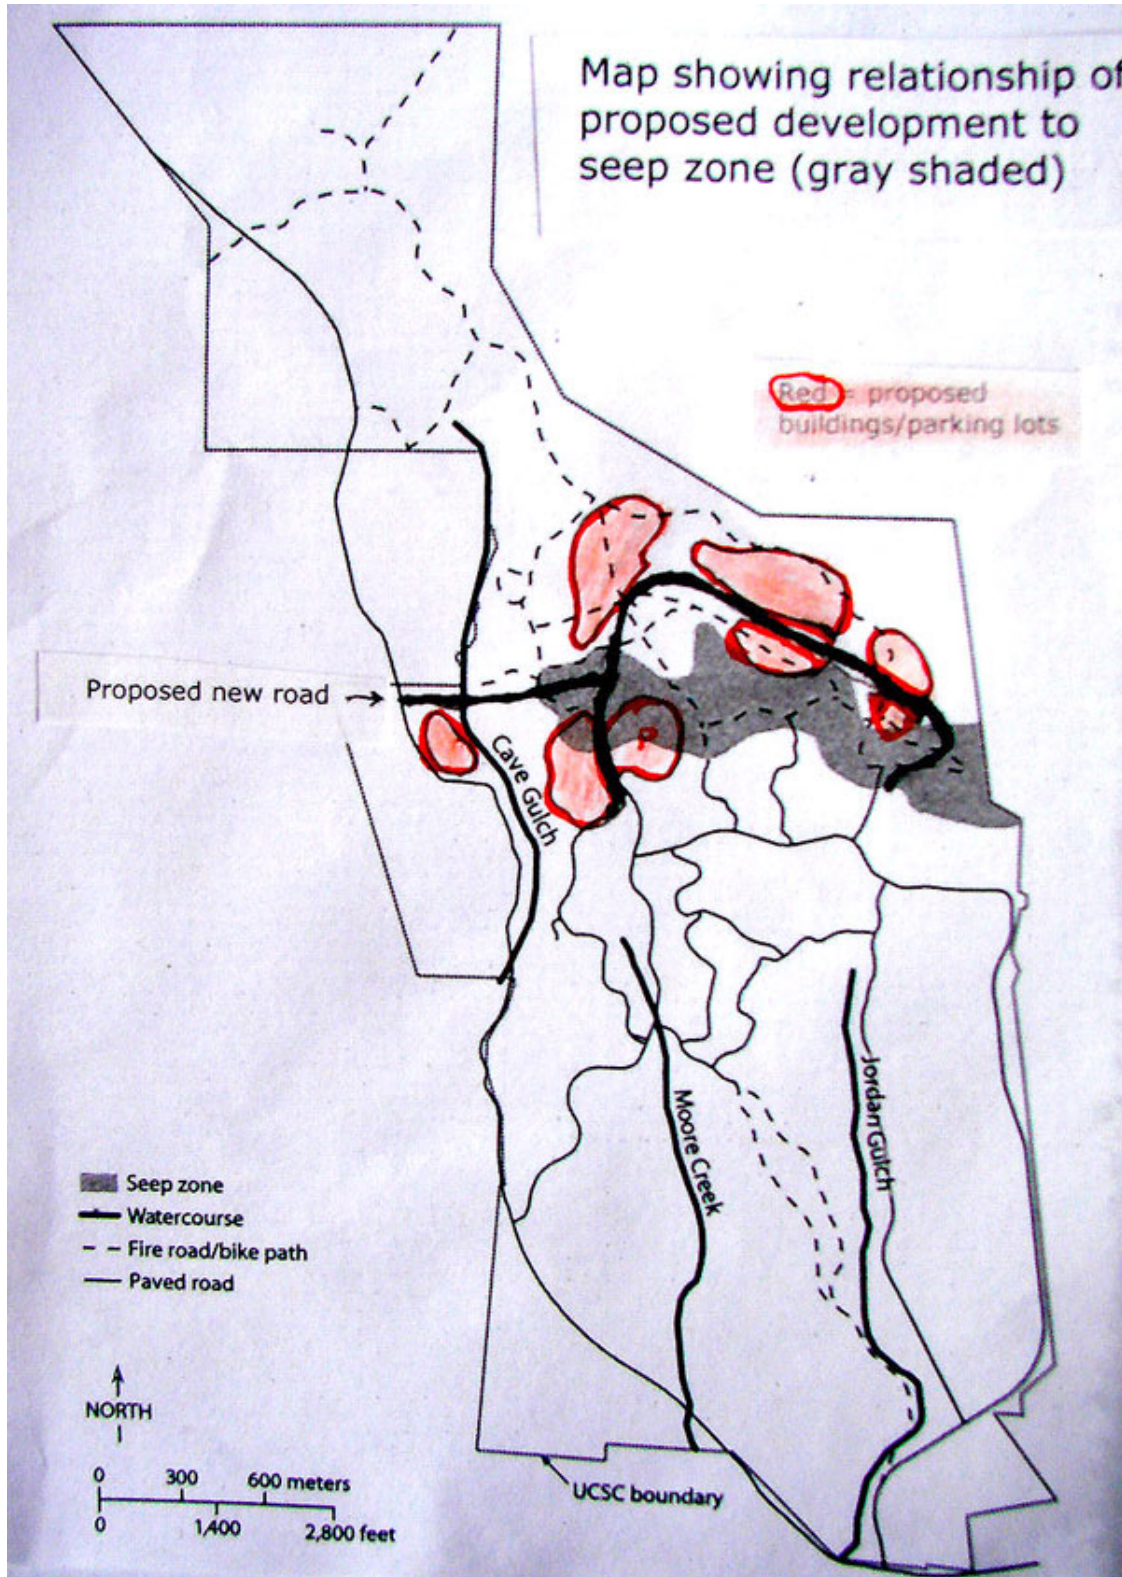 Map showing relationship of
proposed development to
seep zone (gray shaded)
Red = proposed
buildings/parking lots
Proposed new road
Cave Gulch
Moore Creek
Jordan Gulch
Seep zone
Watercourse
Fire road/bike path
Paved road
NORTH
0 300 600 meters
0 1,400 2,800 feet
UCSC boundary